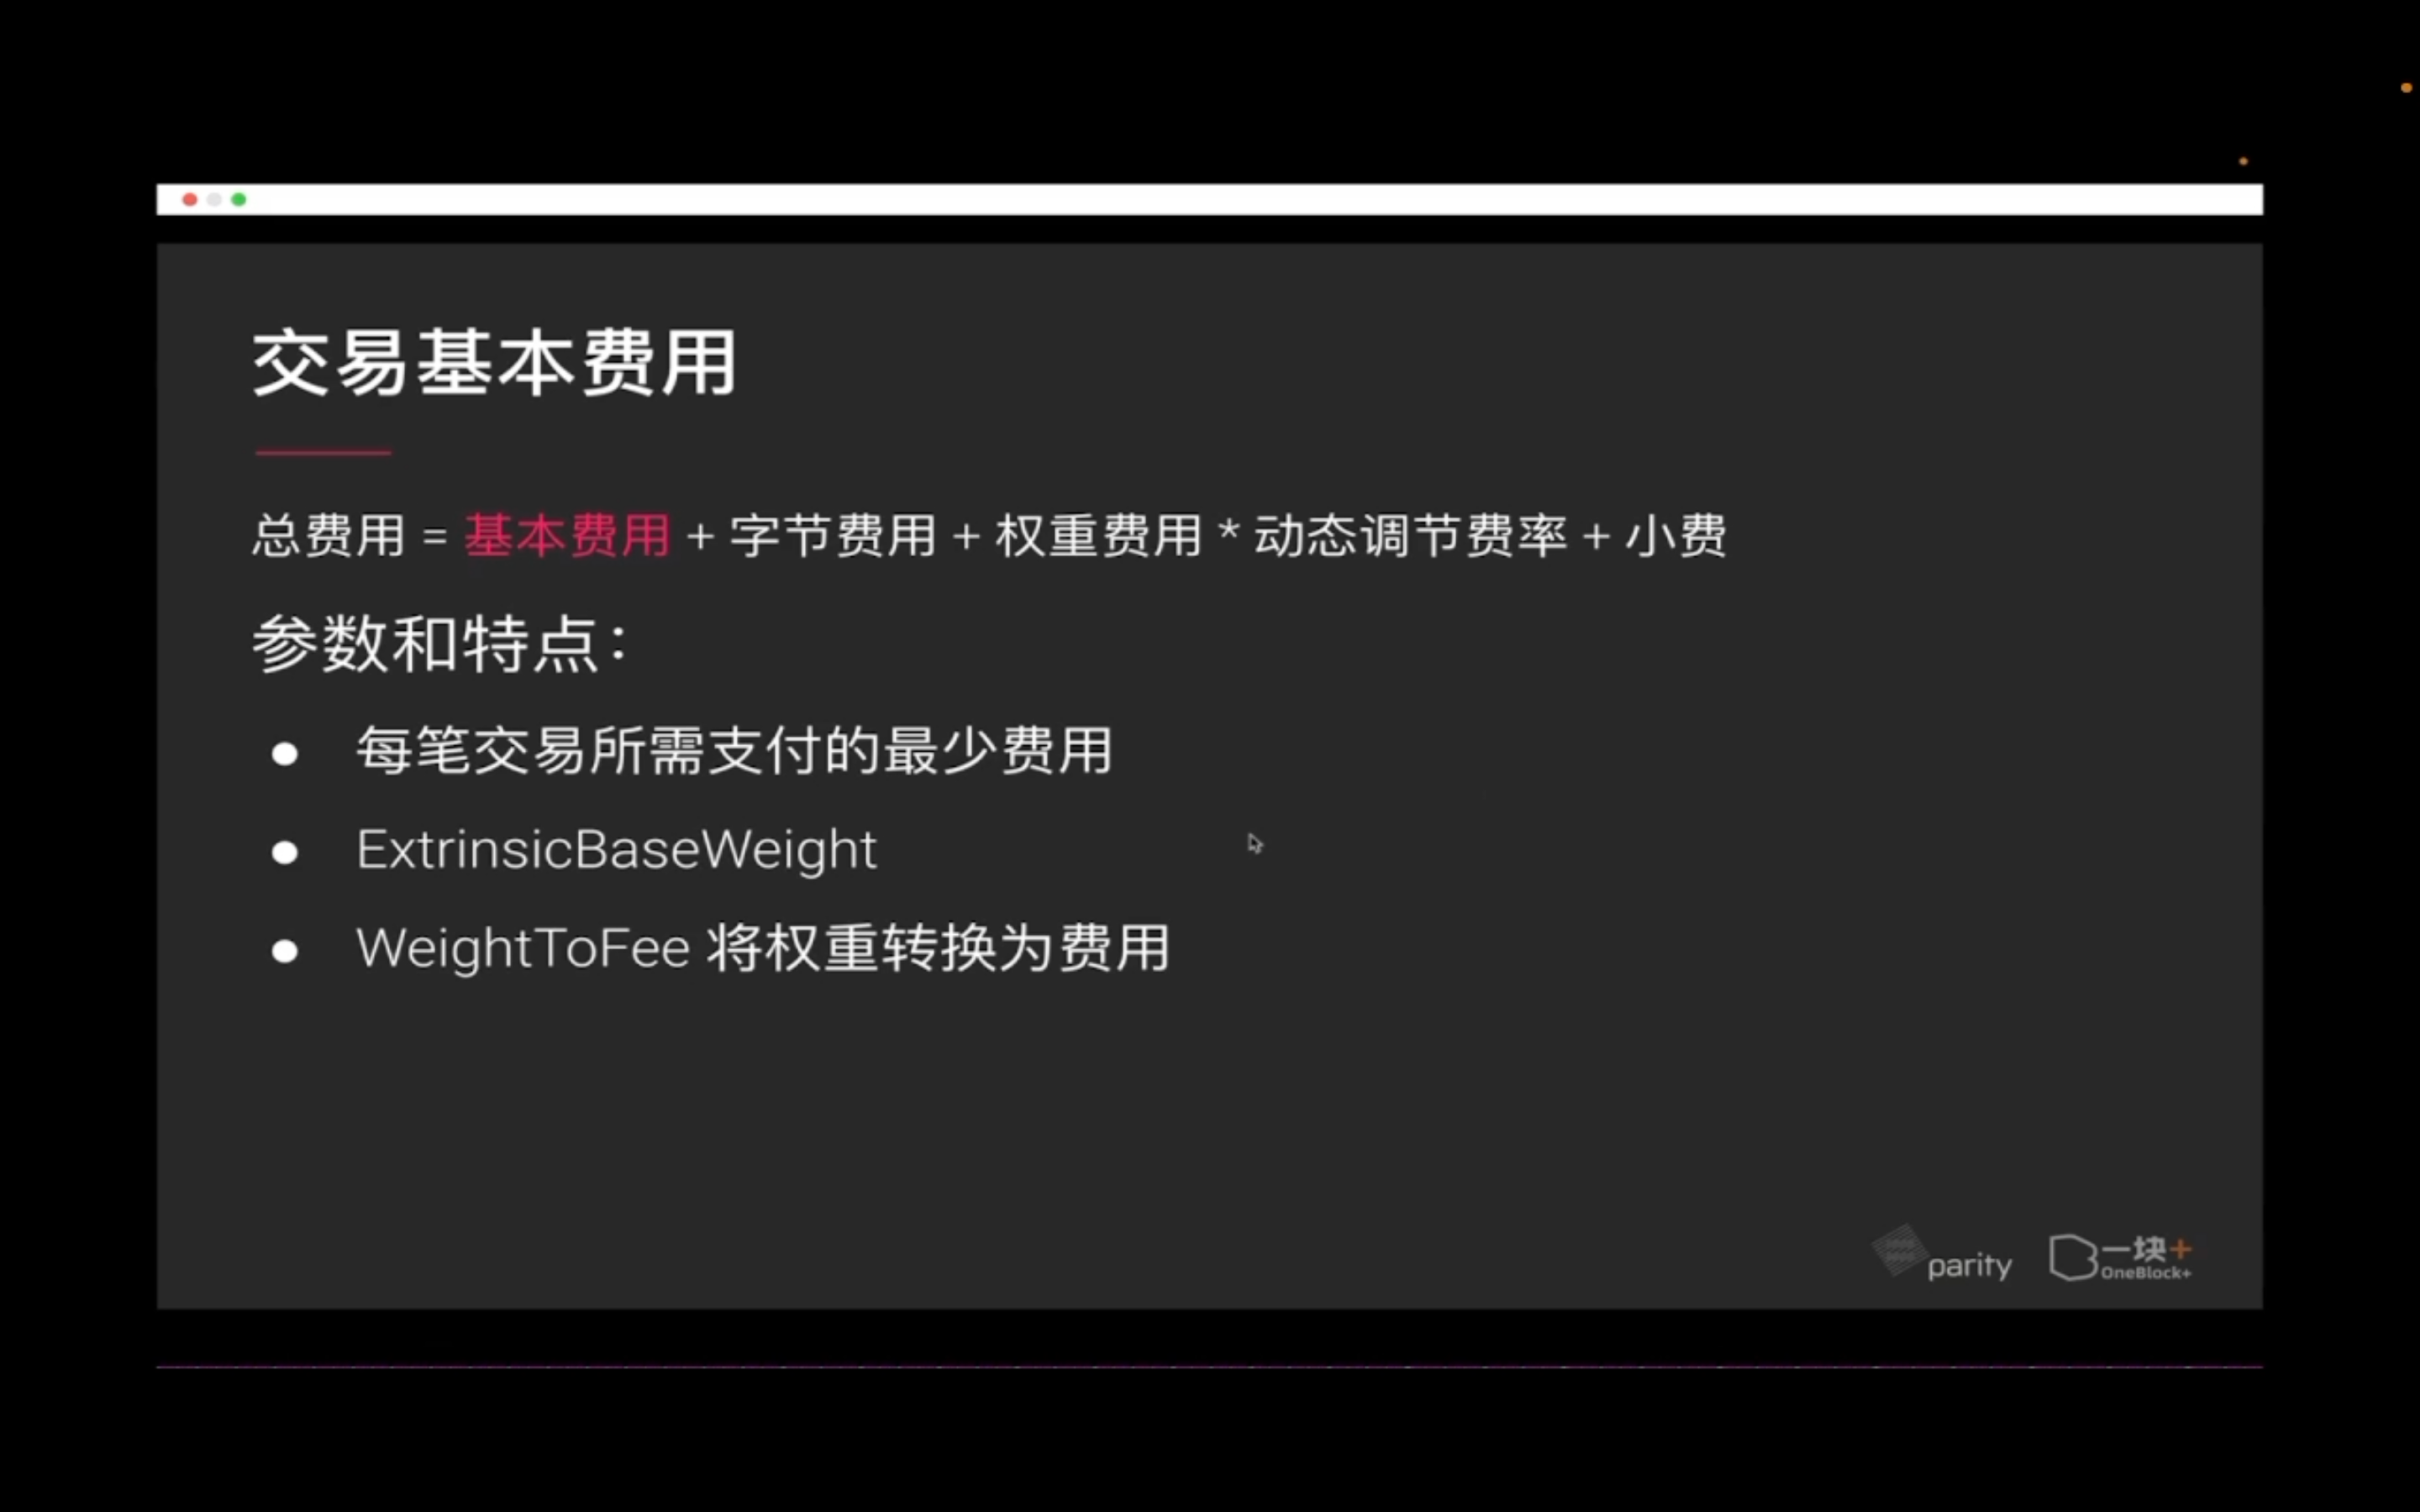 交易基本费用
总费用 = 基本费用 + 字节费用 + 权重费用 * 动态调节费率 + 小费
参数和特点：
● 每笔交易所需支付的最少费用
● ExtrinsicBaseWeight
● WeightToFee 将权重转换为费用
parity
一块+
OneBlock+